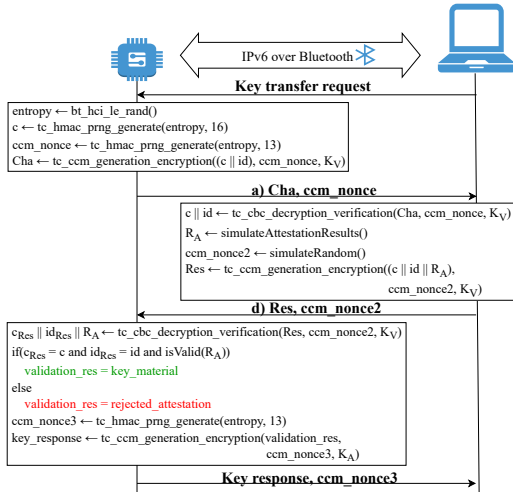 IPv6 over Bluetooth
Key transfer request
entropy ← bt_hci_le_rand()
c ← tc_hmac_prng_generate(entropy, 16)
ccm_nonce ← tc_hmac_prng_generate(entropy, 13)
Cha ← tc_ccm_generation_encryption((c || id), ccm_nonce, K_V)
a) Cha, ccm_nonce
c || id ← tc_cbc_decryption_verification(Cha, ccm_nonce, K_V)
R_A ← simulateAttestationResults()
ccm_nonce2 ← simulateRandom()
Res ← tc_ccm_generation_encryption((c || id || R_A),
ccm_nonce2, K_V)
d) Res, ccm_nonce2
c_Res || id_Res || R_A ← tc_cbc_decryption_verification(Res, ccm_nonce2, K_V)
if(c_Res = c and id_Res = id and isValid(R_A))
validation_res = key_material
else
validation_res = rejected_attestation
ccm_nonce3 ← tc_hmac_prng_generate(entropy, 13)
key_response ← tc_ccm_generation_encryption(validation_res,
ccm_nonce3, K_A)
Key response, ccm_nonce3